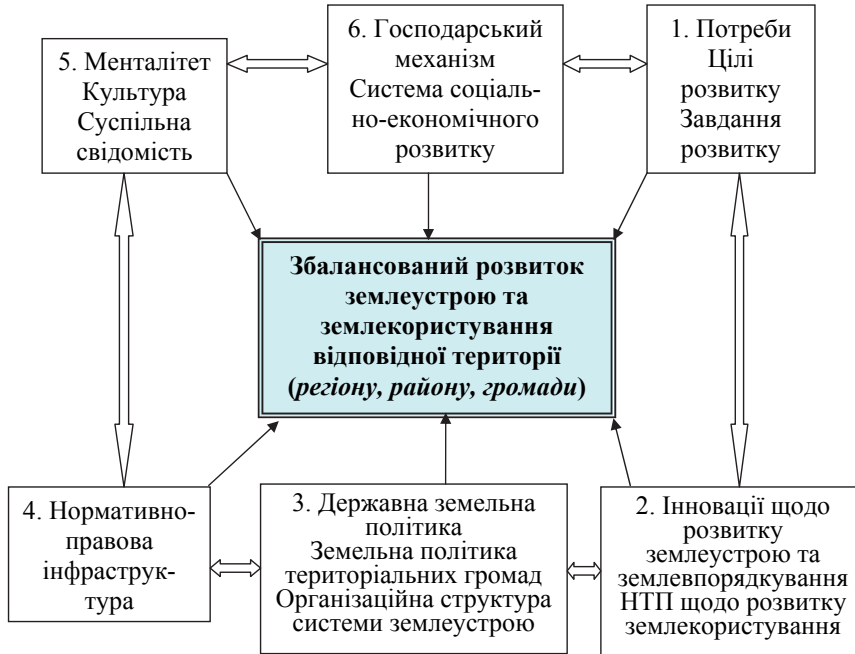 5. Менталітет
Культура
Суспільна
свідомість
6. Господарський
механізм
Система соціаль-
но-економічного
розвитку
1. Потреби
Цілі
розвитку
Завдання
розвитку
Збалансований розвиток
землеустрою та
землекористування
відповідної території
(регіону, району, громади)
4. Нормативно-
правова
інфраструк-
тура
3. Державна земельна
політика
Земельна політика
територіальних громад
Організаційна структура
системи землеустрою
2. Інновації щодо
розвитку
землеустрою та
землевпорядкування
НТП щодо розвитку
землекористування